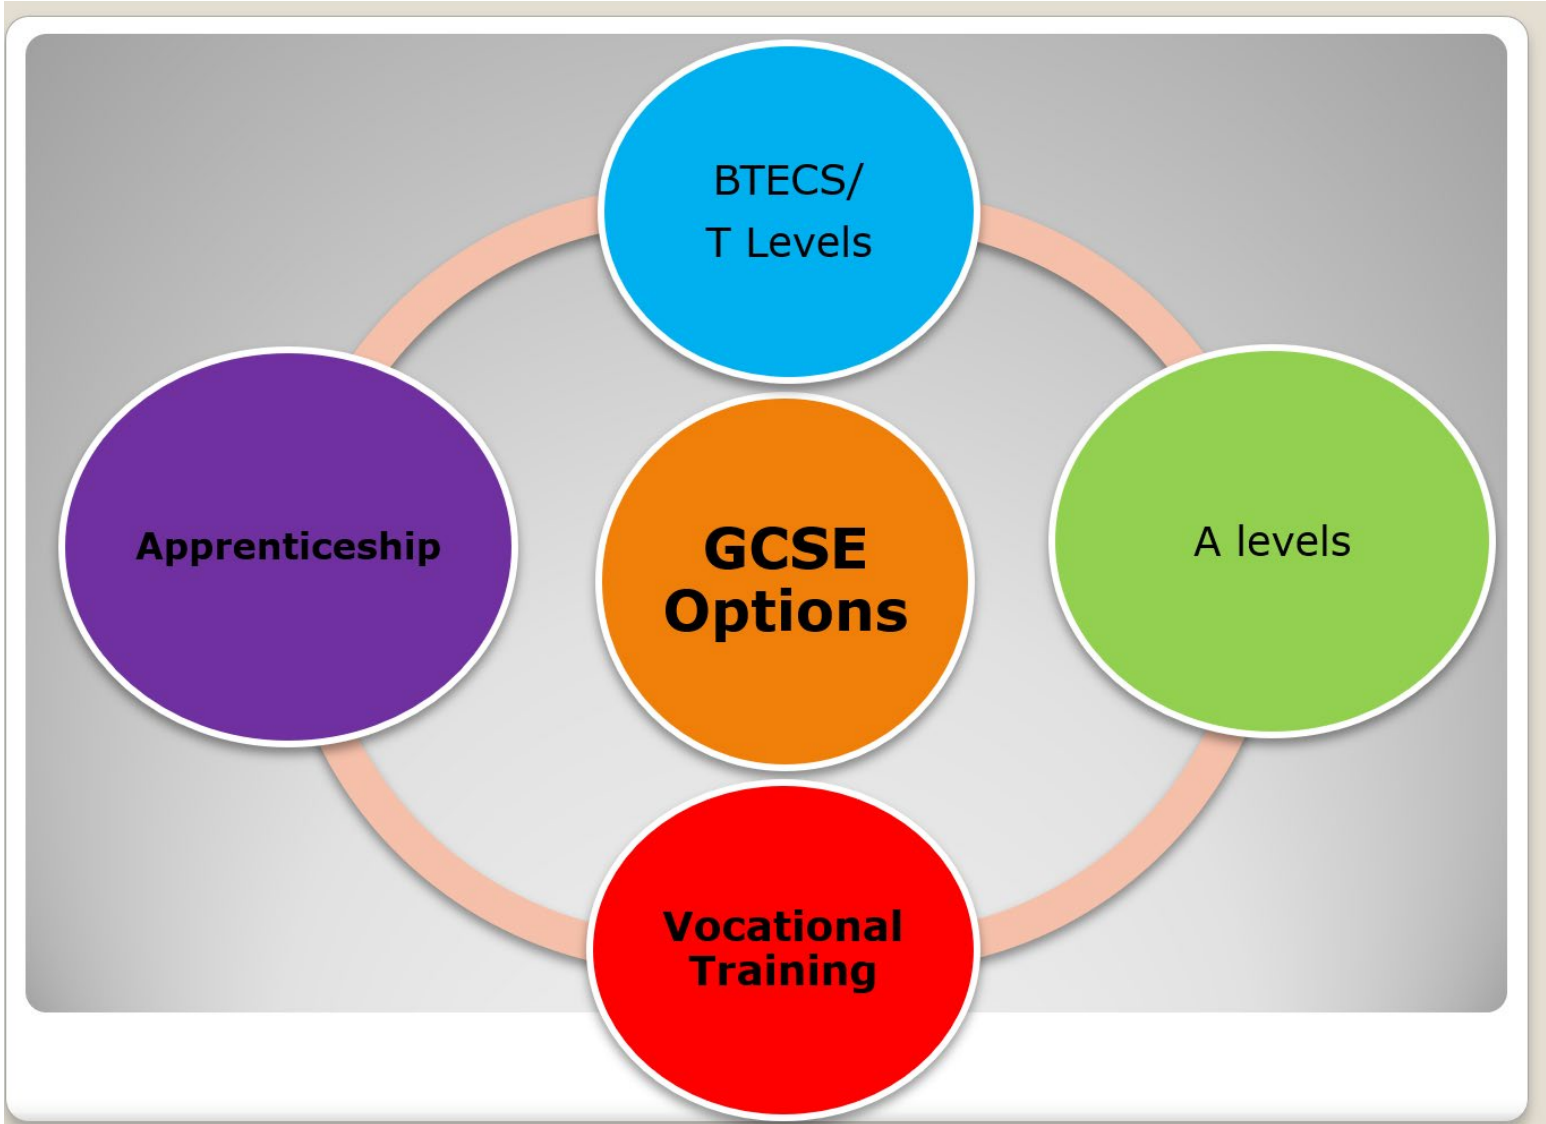 BTECS/
T Levels
Apprenticeship
GCSE
Options
A levels
Vocational
Training